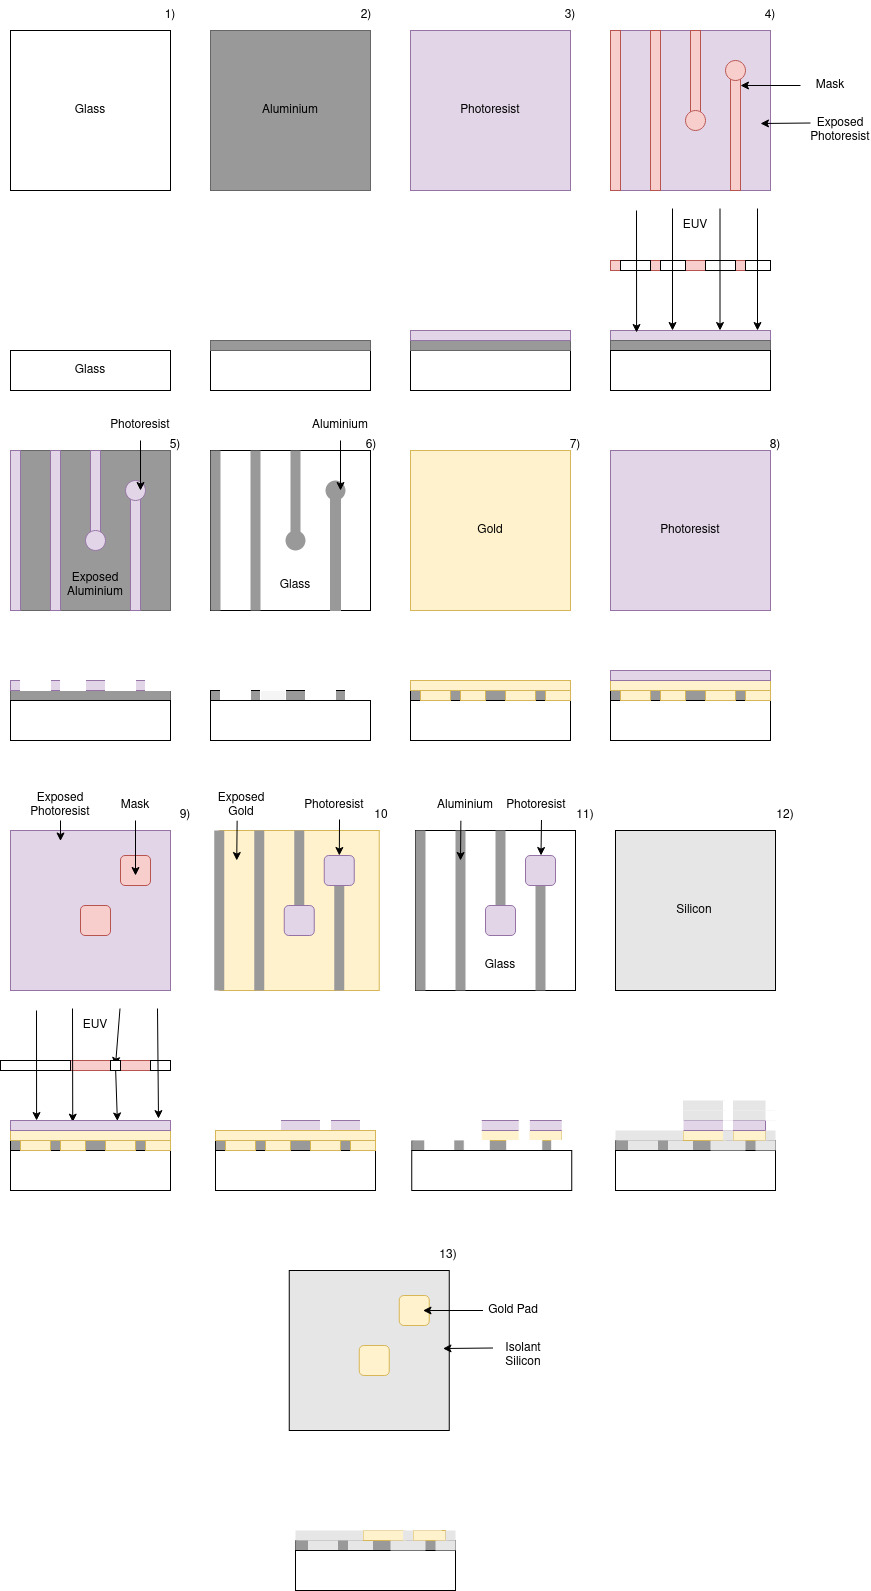 1)
2)
3)
4)
Glass
Aluminium
Photoresist
Mask
Exposed
Photoresist
EUV
Glass
Photoresist
Aluminium
5)
6)
7)
8)
Exposed
Aluminium
Glass
Gold
Photoresist
Exposed
Photoresist
Mask
9)
Exposed
Gold
Photoresist
10
Aluminium
Photoresist
11)
12)
Glass
Silicon
EUV
13)
Gold Pad
Isolant
Silicon